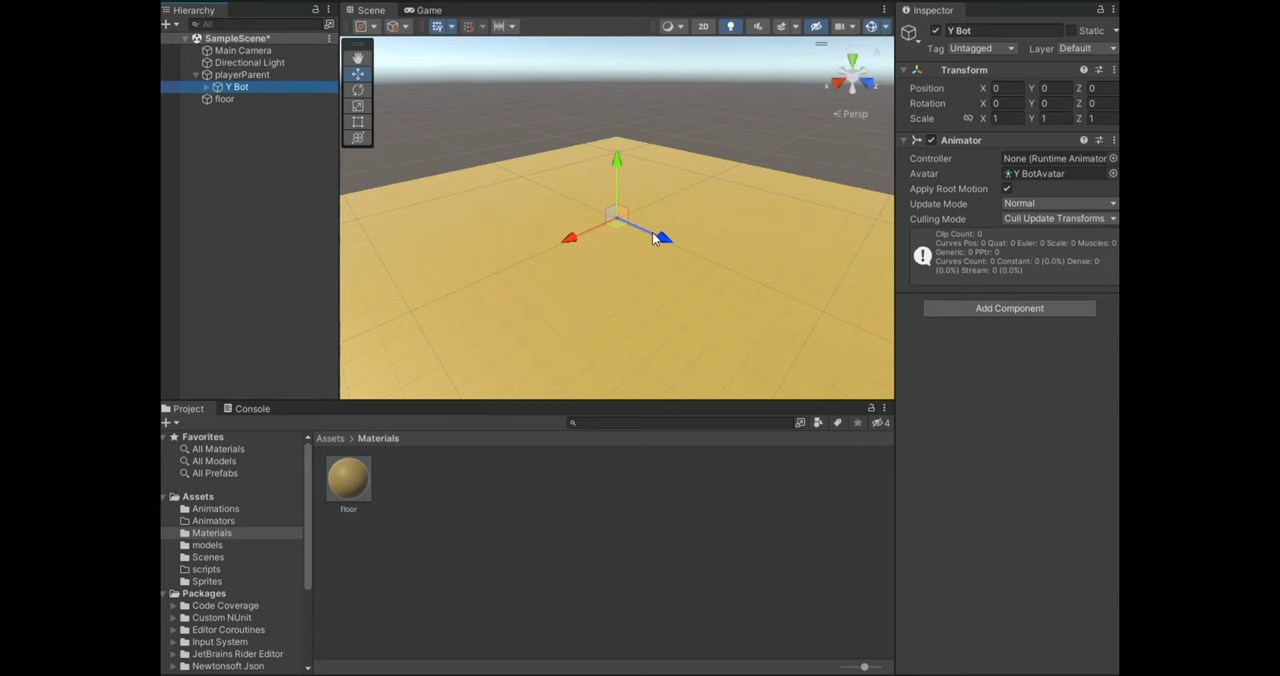 Hierarchy
All
SampleScene*
Main Camera
Directional Light
playerParent
Y Bot
floor
Scene
Game
2D
y
x
z
Persp
Inspector
Y Bot
Static
Tag Untagged Layer Default
Transform
Position X 0 Y 0 Z 0
Rotation X 0 Y 0 Z 0
Scale X 1 Y 1 Z 1
Animator
Controller None (Runtime Animator
Avatar Y BotAvatar
Apply Root Motion
Update Mode Normal
Culling Mode Cull Update Transforms
Clip Count: 0
Curves Pos: 0 Quat: 0 Euler: 0 Scale: 0 Muscles: 0
Generic: 0 PPtr: 0
Curves Count: 0 Constant: 0 (0.0%) Dense: 0
(0.0%) Stream: 0 (0.0%)
Add Component
Project
Console
4
Favorites
All Materials
All Models
All Prefabs
Assets
Animations
Animators
Materials
models
Scenes
scripts
Sprites
Packages
Code Coverage
Custom NUnit
Editor Coroutines
Input System
JetBrains Rider Editor
Newtonsoft Json
Assets > Materials
floor